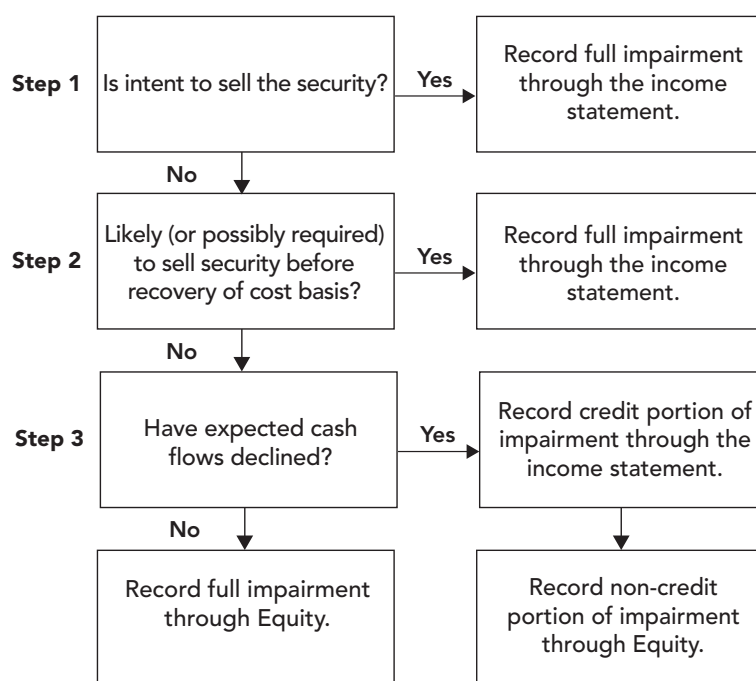 Step 1
Is intent to sell the security?
Yes
Record full impairment
through the income
statement.
No
Step 2
Likely (or possibly required)
to sell security before
recovery of cost basis?
Yes
Record full impairment
through the income
statement.
No
Step 3
Have expected cash
flows declined?
Yes
Record credit portion of
impairment through the
income statement.
No
Record full impairment
through Equity.
Record non-credit
portion of impairment
through Equity.